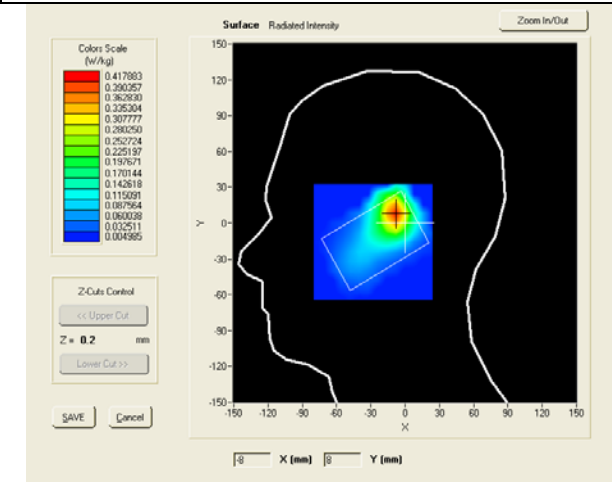 Surface Radiated Intensity
Zoom In/Out
Colors Scale
(W/kg)
0.417883
0.390357
0.362830
0.335304
0.307777
0.280250
0.252724
0.225197
0.197671
0.170144
0.142618
0.115091
0.087564
0.060038
0.032511
0.004985
150
120
90
60
30
0
-30
-60
-90
-120
-150
Y
-150 -120 -90 -60 -30 0 30 60 90 120 150
X
Z-Cuts Control
<< Upper Cut
Z = 0.2 mm
Lower Cut >>
SAVE Cancel
-8 X (mm) 8 Y (mm)